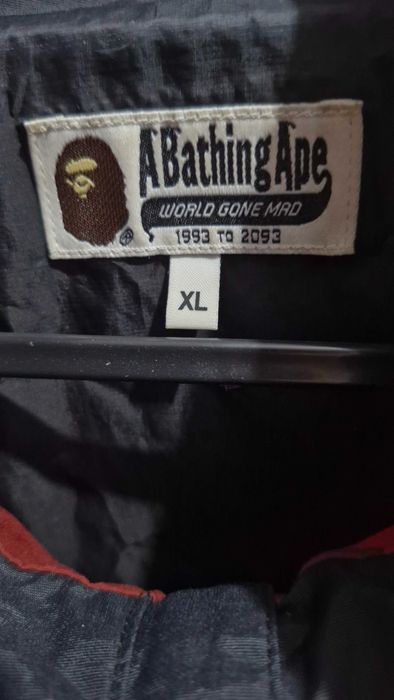 A Bathing Ape
WORLD GONE MAD
1993 TO 2093
XL